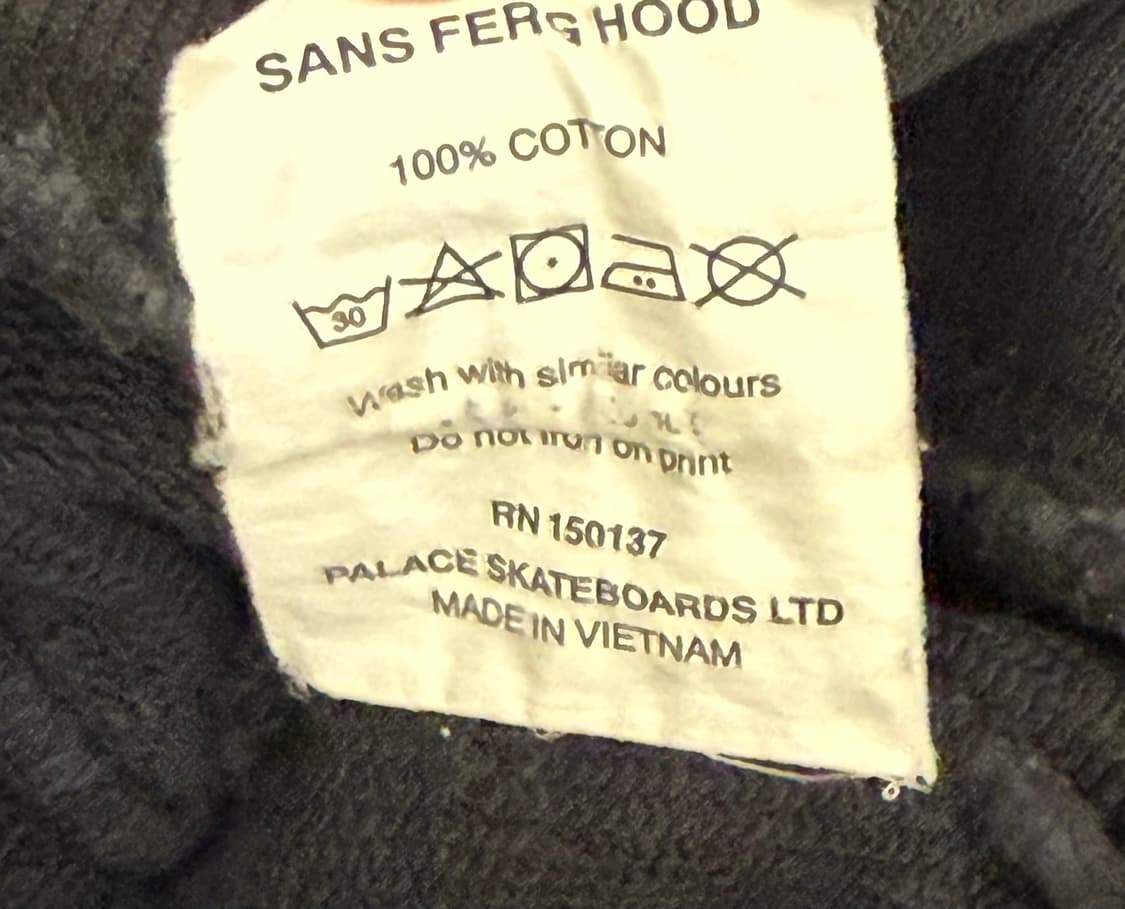 SANS FERG HOOD
100% COTTON
30
Wash with similar colours
Do not iron on print
RN 150137
PALACE SKATEBOARDS LTD
MADE IN VIETNAM